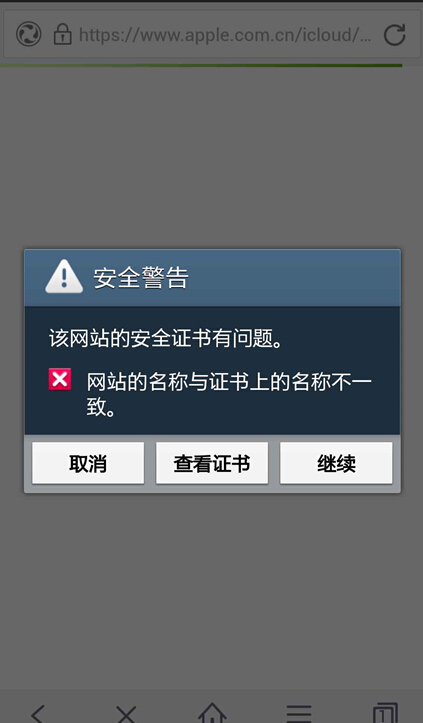 https://www.apple.com.cn/icloud/...
安全警告
该网站的安全证书有问题。
网站的名称与证书上的名称不一
致。
取消
查看证书
继续
1